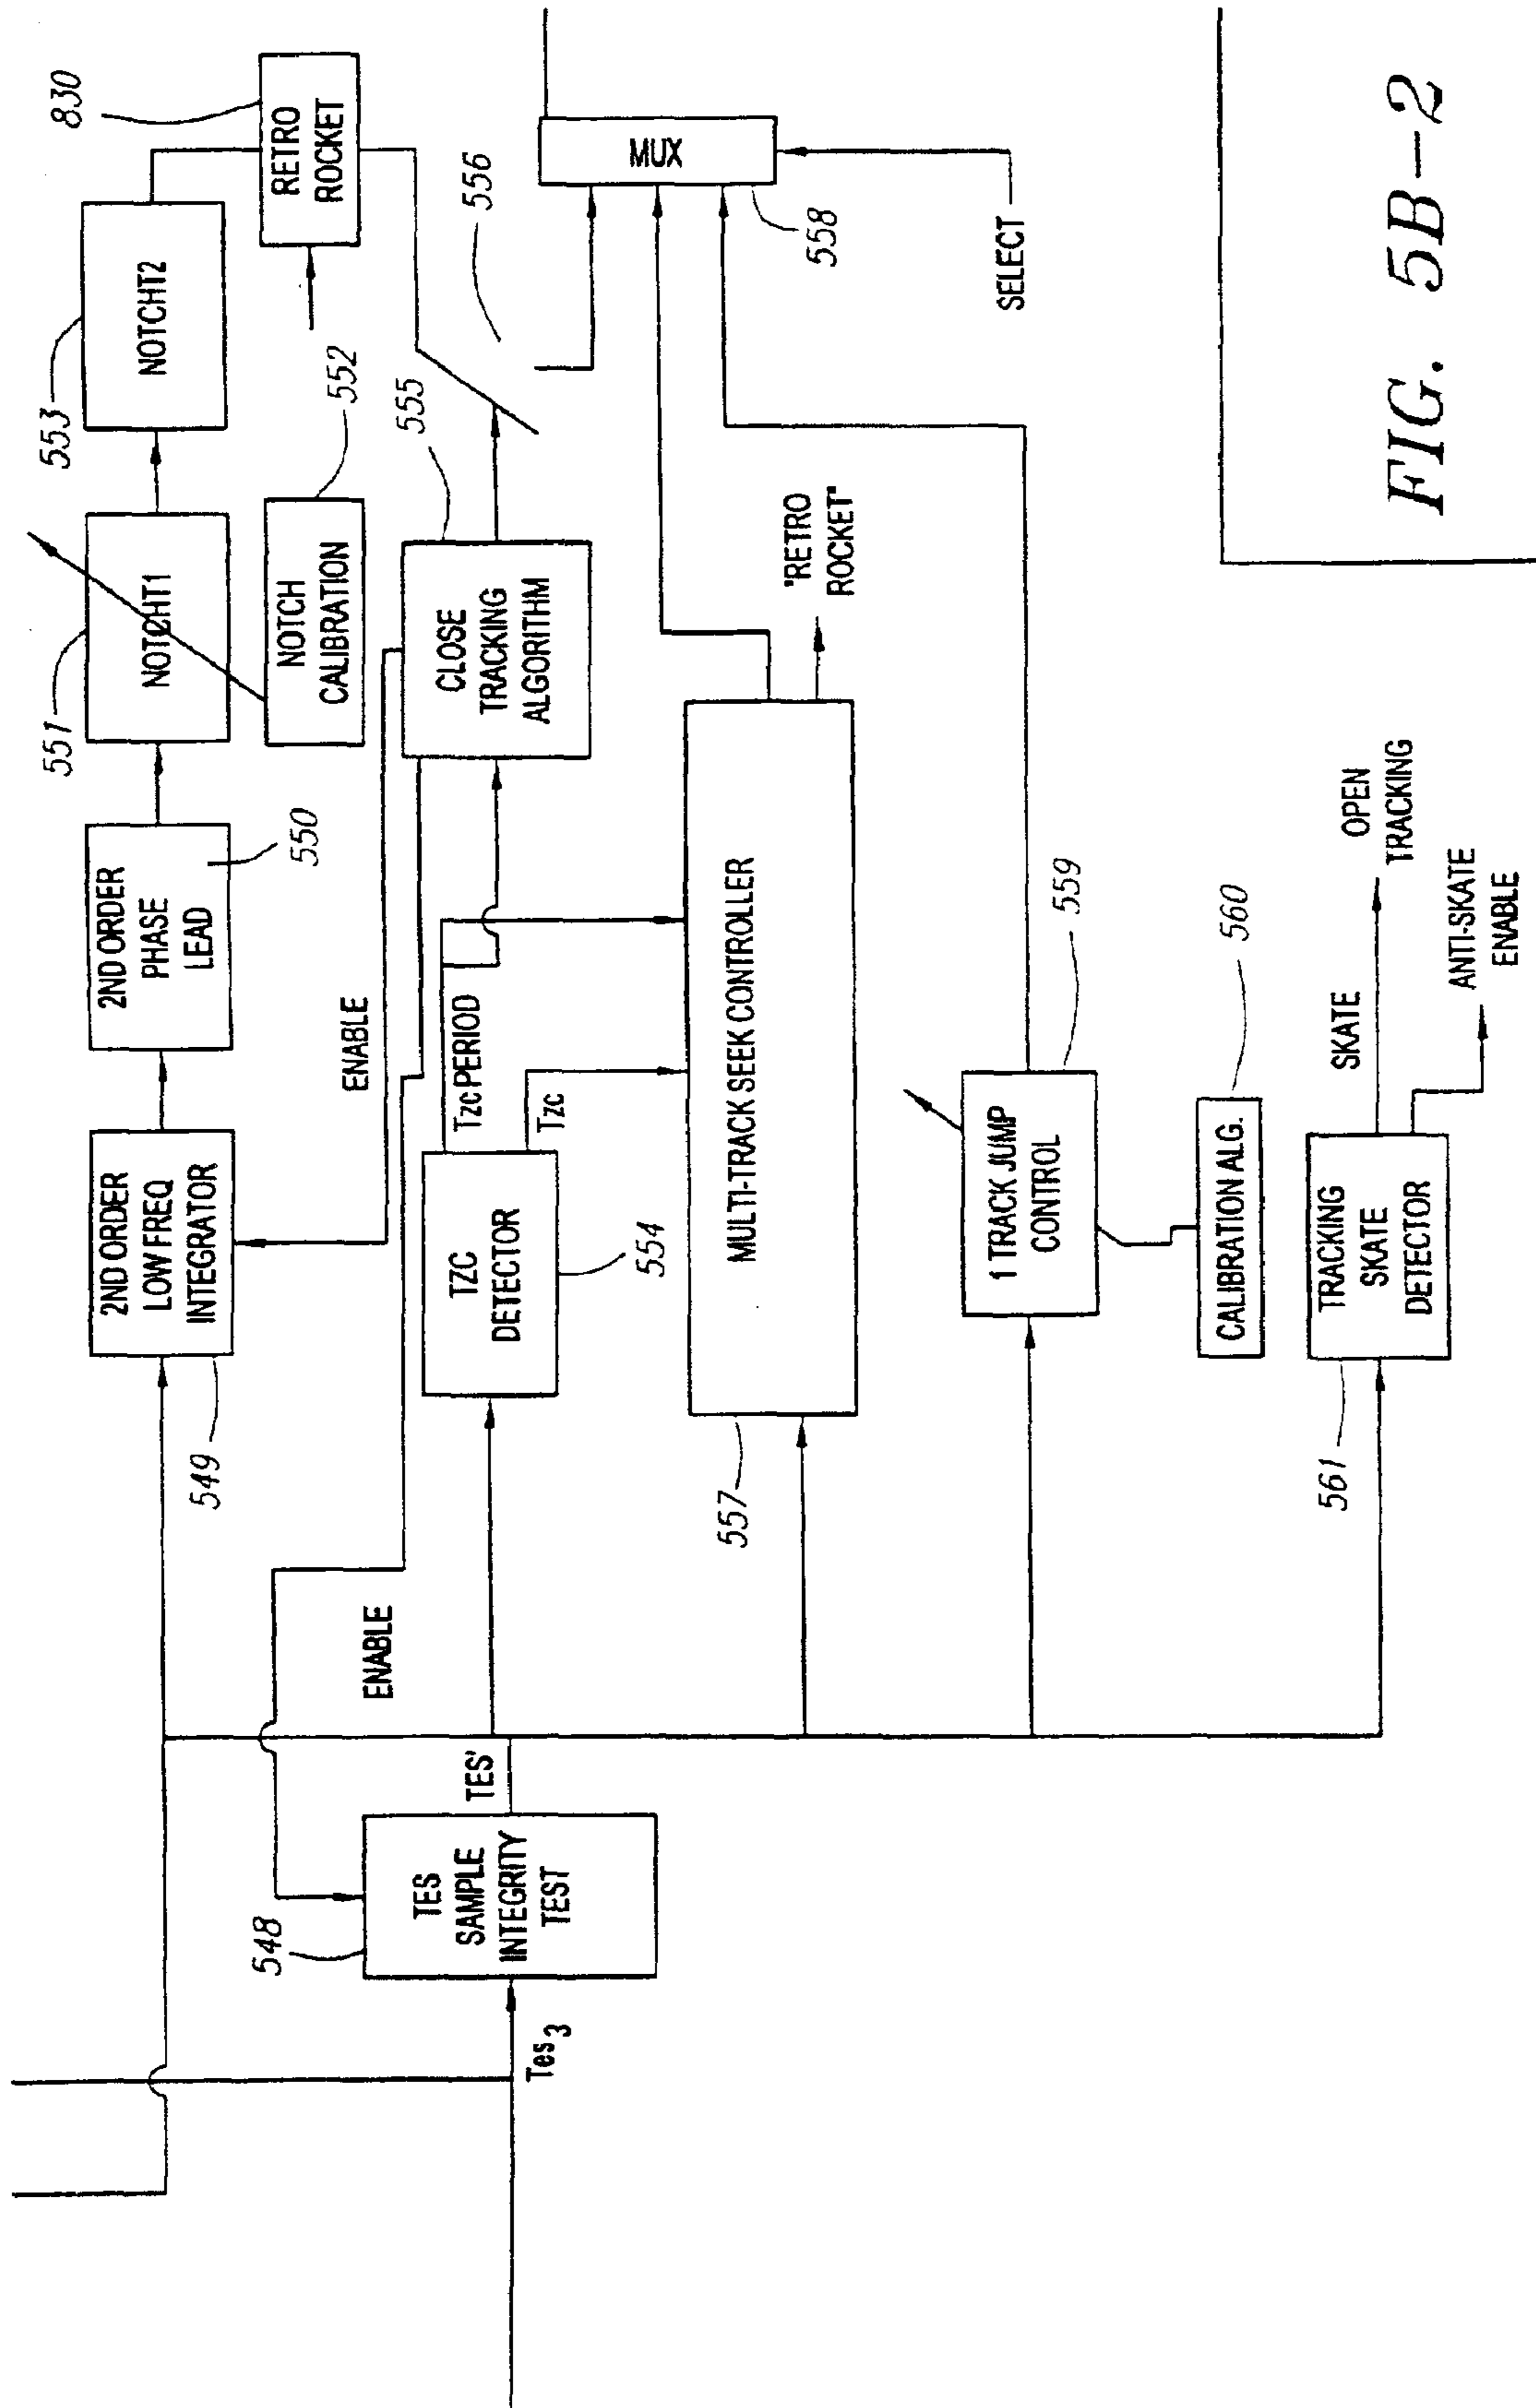 830
553
551
RETRO
ROCKET
NOTCHT2
NOTCHT1
2ND ORDER
PHASE
LEAD
550
2ND ORDER
LOW FREQ
INTEGRATOR
549
552
NOTCH
CALIBRATION
556
555
ENABLE
CLOSE
TRACKING
ALGORITHM
MUX
558
TZC PERIOD
TZC
TZC
DETECTOR
554
ENABLE
TES'
TES
SAMPLE
INTEGRITY
TEST
548
Tes3
"RETRO
ROCKET"
MULTI-TRACK SEEK CONTROLLER
557
SELECT
1 TRACK JUMP
CONTROL
559
CALIBRATION ALG.
560
SKATE
OPEN
TRACKING
ANTI-SKATE
ENABLE
TRACKING
SKATE
DETECTOR
561
FIG. 5B-2